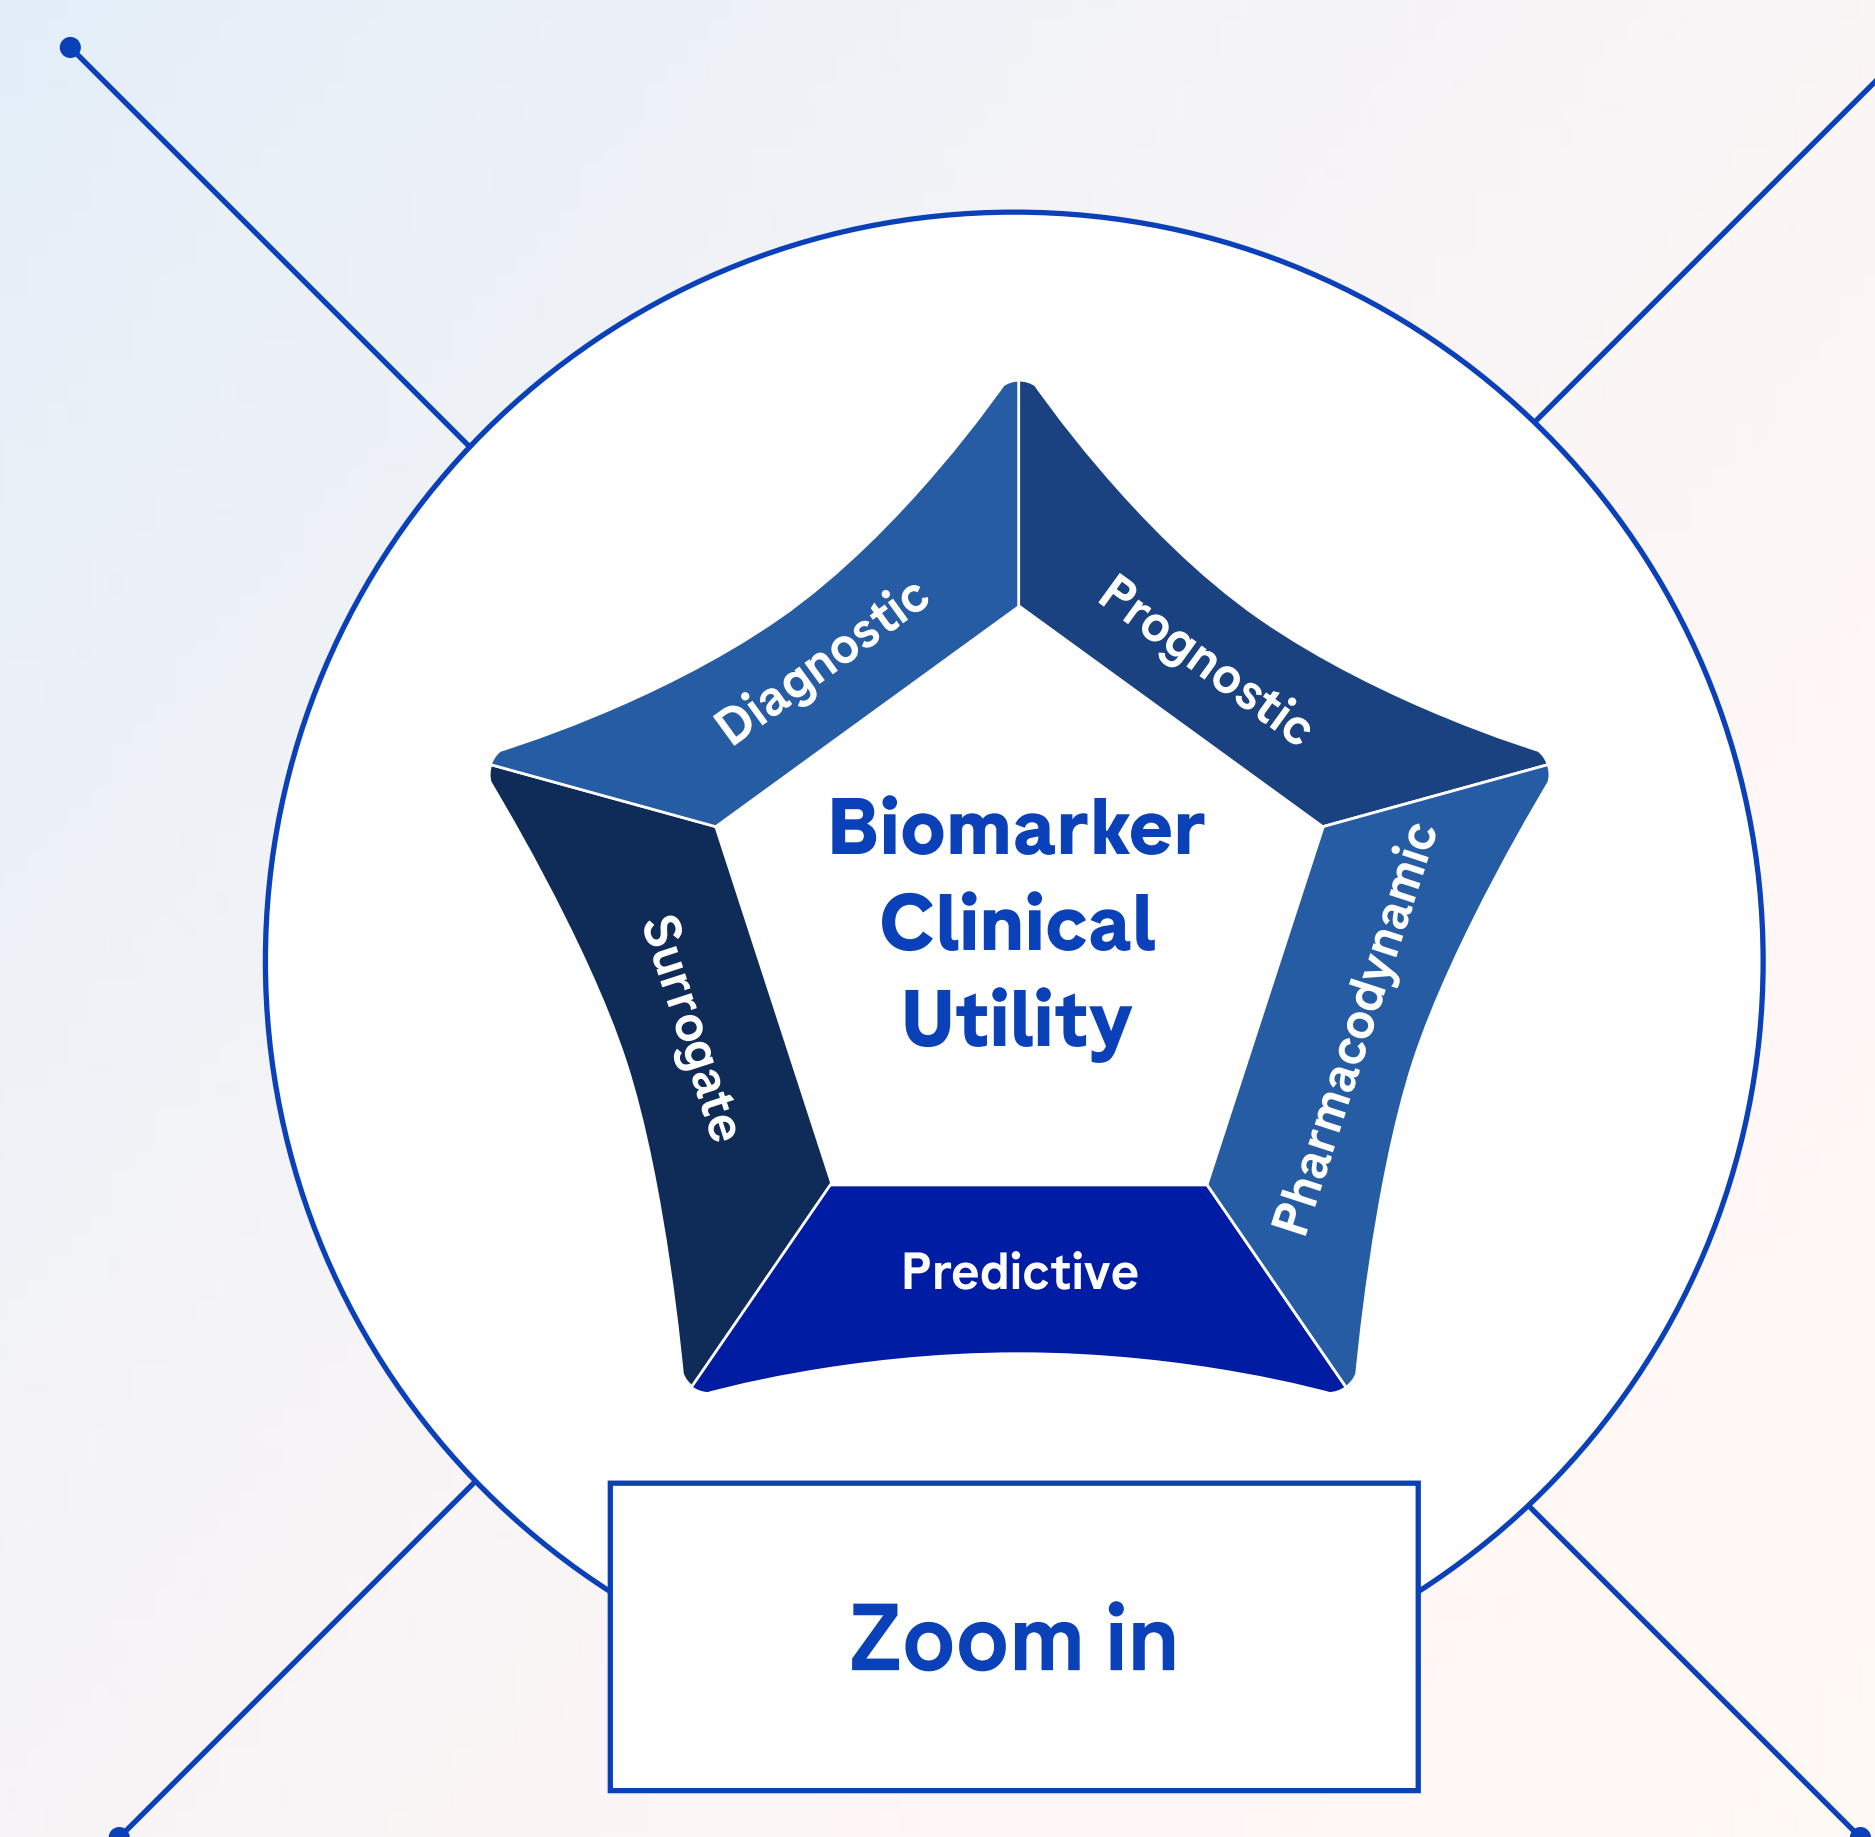 Diagnostic
Prognostic
Biomarker
Clinical
Utility
Surrogate
Pharmacodynamic
Predictive
Zoom in